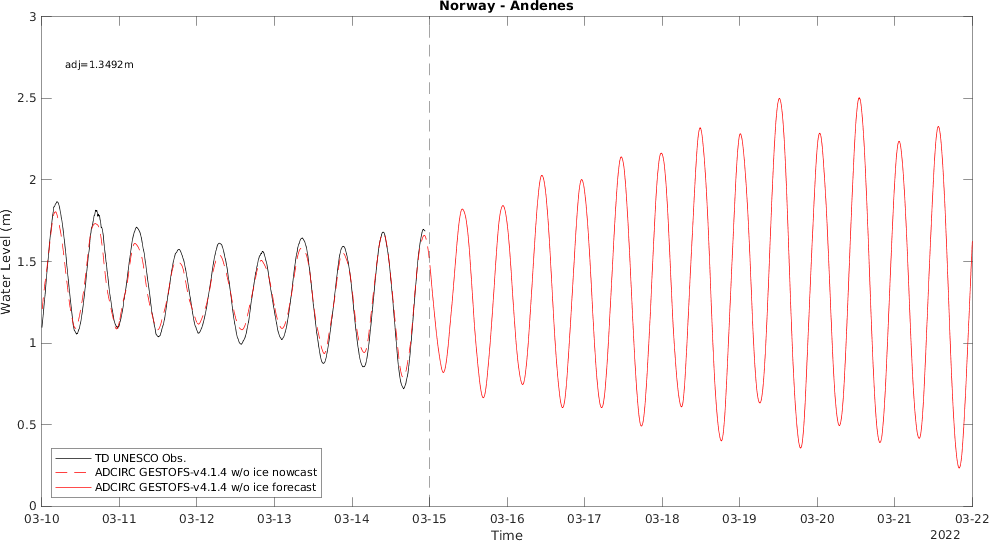 Norway - Andenes
3
adj=1.3492m
2.5
2
1.5
1
0.5
0
Water Level (m)
TD UNESCO Obs.
ADCIRC GESTOFS-v4.1.4 w/o ice nowcast
ADCIRC GESTOFS-v4.1.4 w/o ice forecast
03-10 03-11 03-12 03-13 03-14 03-15 03-16 03-17 03-18 03-19 03-20 03-21 03-22
Time
2022